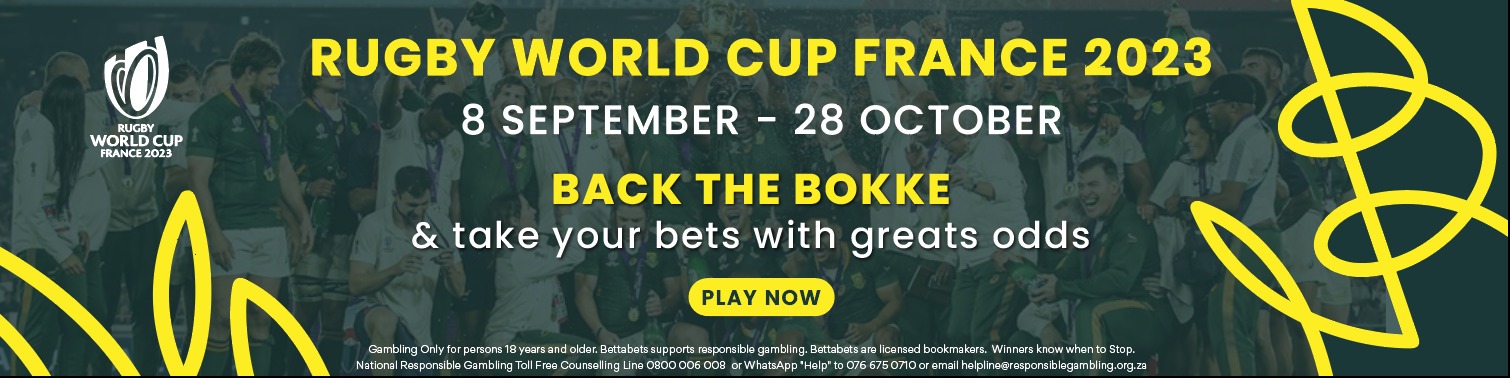 RUGBY WORLD CUP FRANCE 2023
RUGBY
WORLD CUP
FRANCE 2023
8 SEPTEMBER - 28 OCTOBER
BACK THE BOKKE
& take your bets with greats odds
PLAY NOW
Gambling Only for persons 18 years and older. Bettabets supports responsible gambling. Bettabets are licensed bookmakers. Winners know when to Stop.
National Responsible Gambling Toll Free Counselling Line 0800 006 008 or WhatsApp "Help" to 076 675 0710 or email helpline@responsiblegambling.org.za